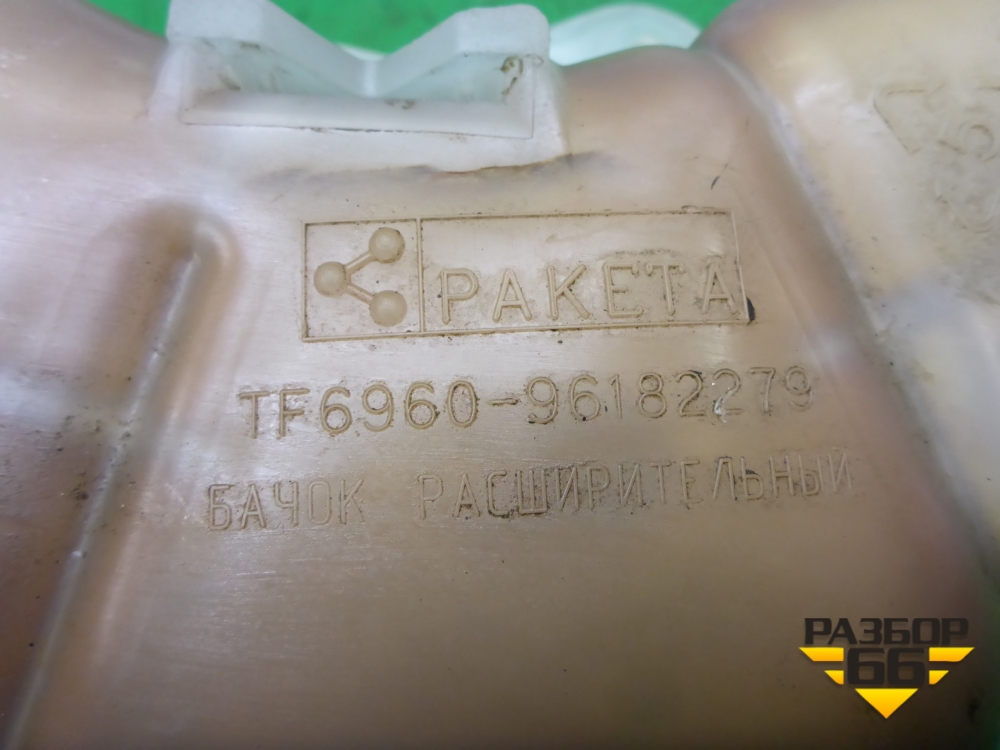 РАКЕТА
TF6960-96182279
БАЧОК РАСШИРИТЕЛЬНЫЙ
РАЗБОР
66